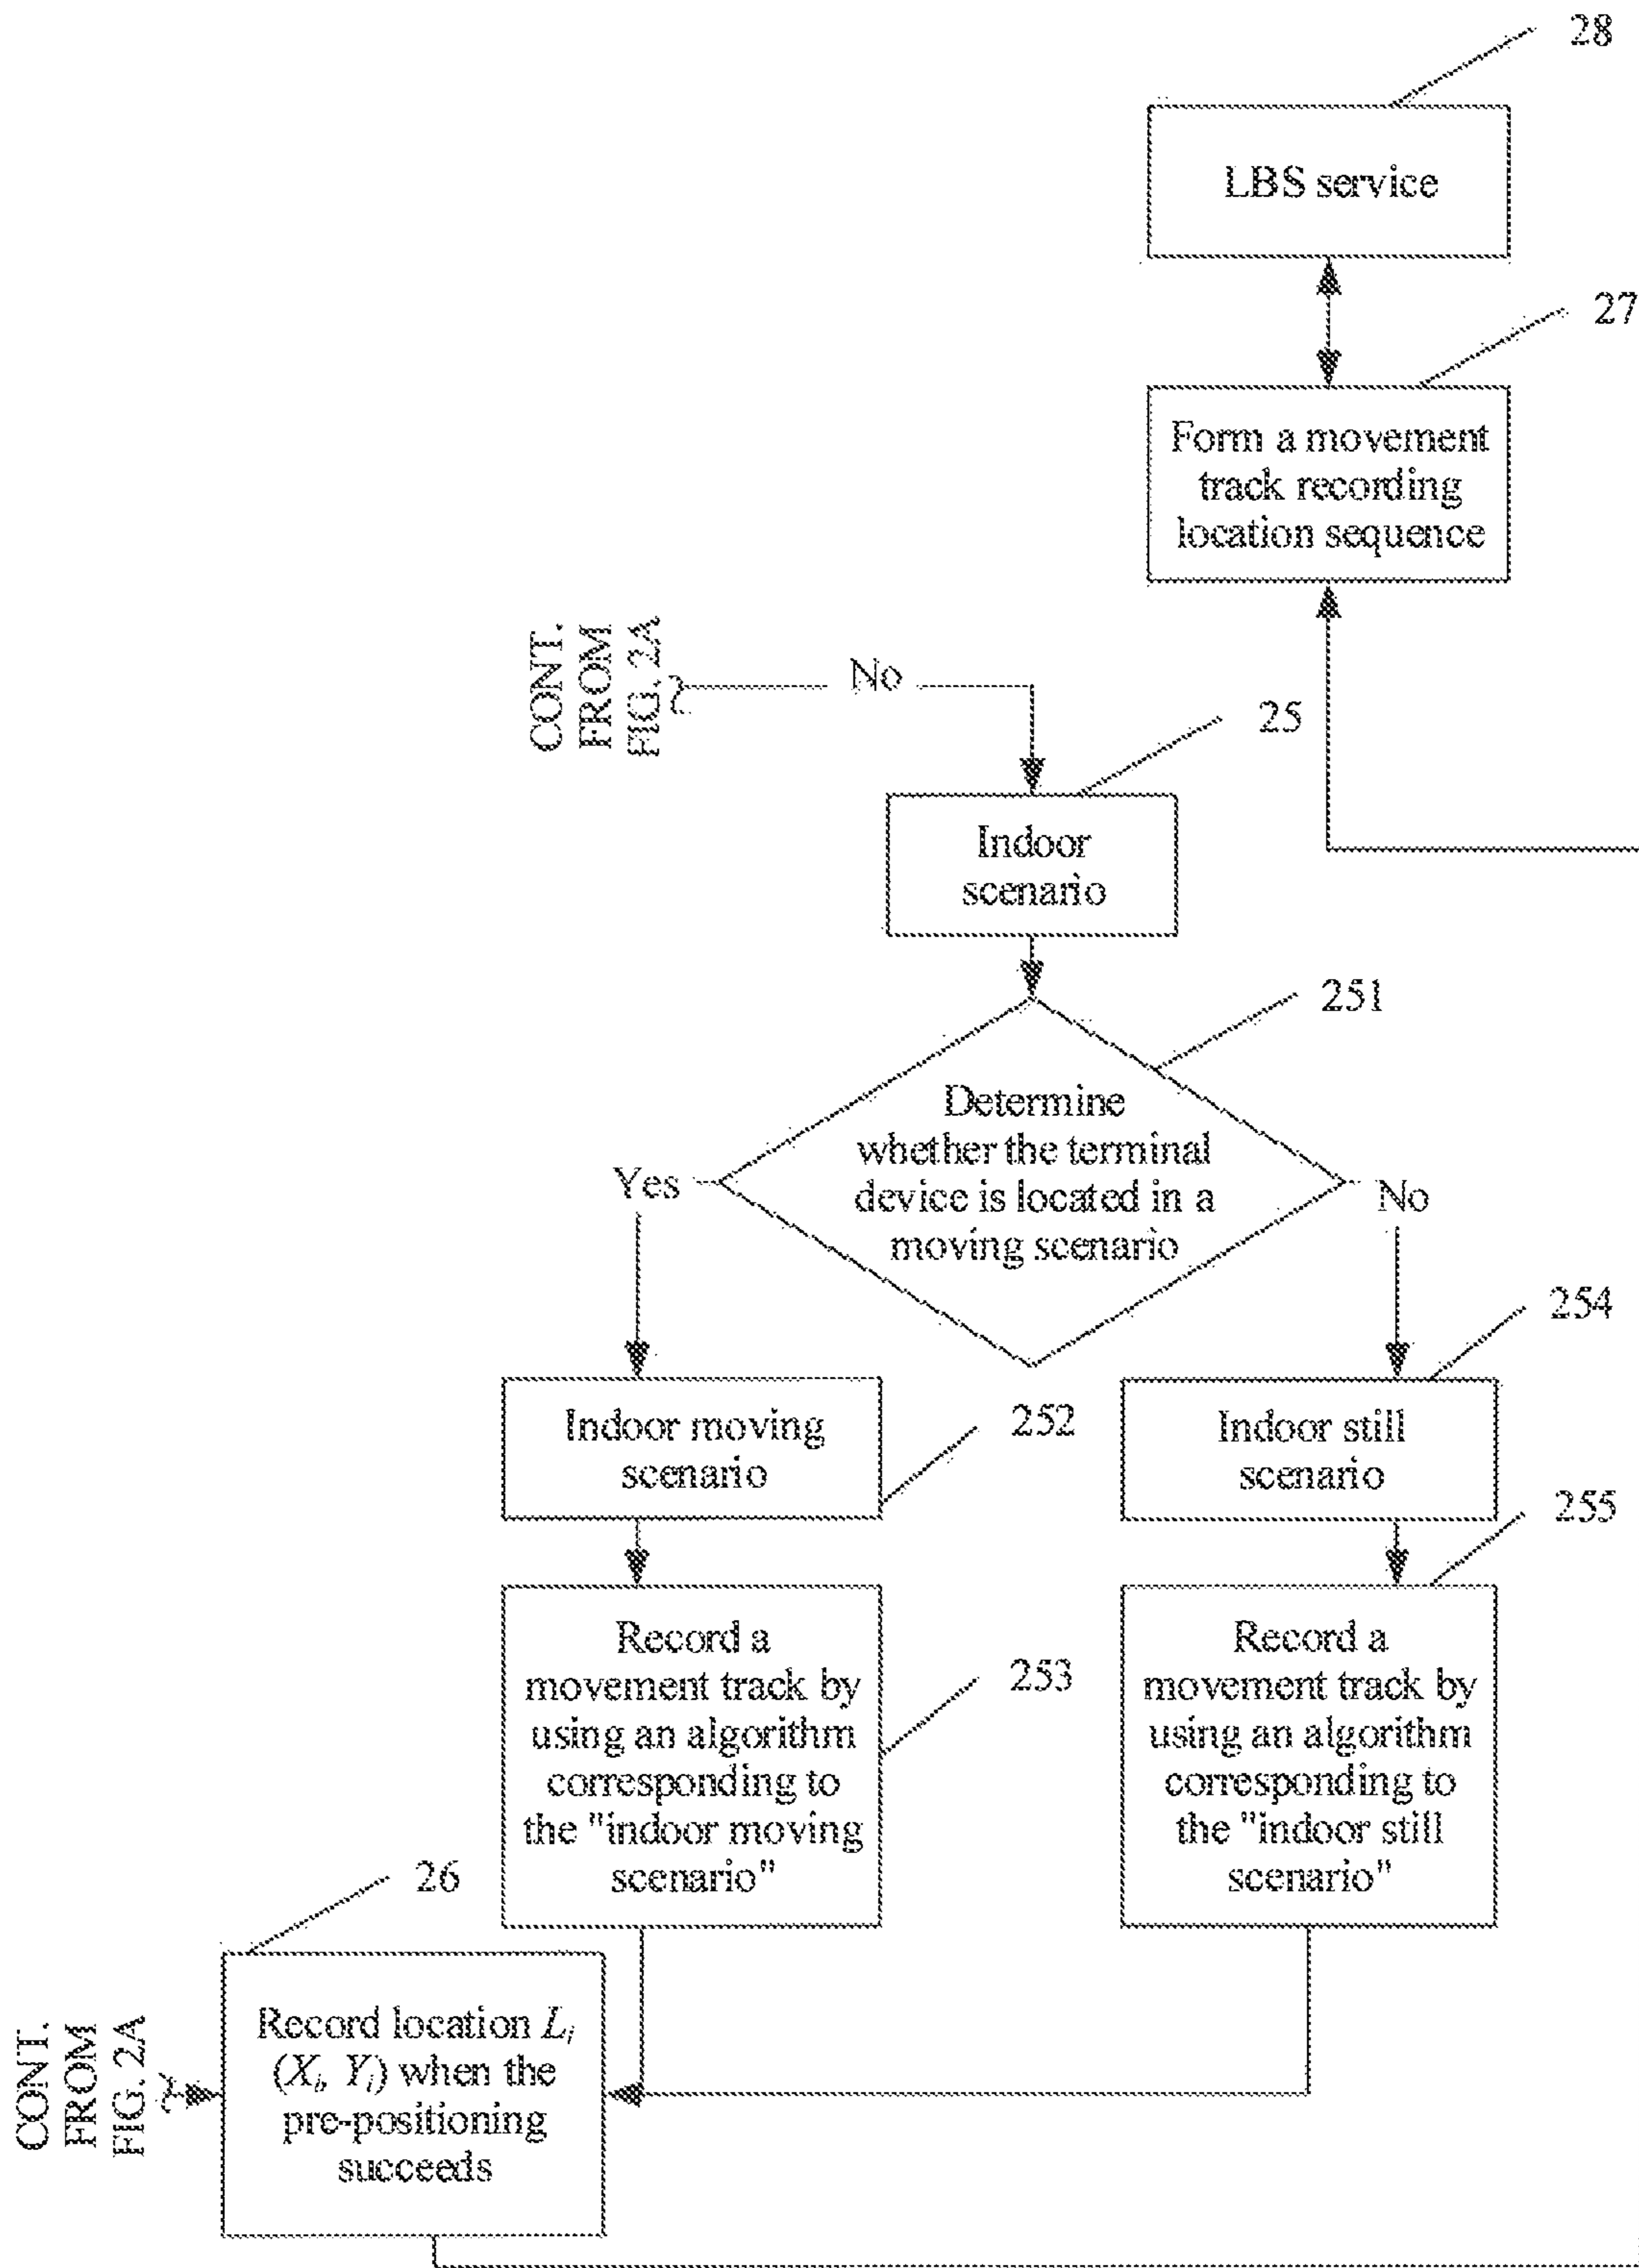 28
LBS service
27
Form a movement
track recording
location sequence
CONT.
FROM
FIG. 2A
No
25
Indoor
scenario
251
Determine
whether the terminal
device is located in a
moving scenario
Yes
No
254
Indoor moving
scenario
252
Indoor still
scenario
255
Record a
movement track by
using an algorithm
corresponding to
the "indoor moving
scenario"
253
Record a
movement track by
using an algorithm
corresponding to
the "indoor still
scenario"
26
CONT.
FROM
FIG. 2A
Record location Li
(Xi, Yi) when the
pre-positioning
succeeds